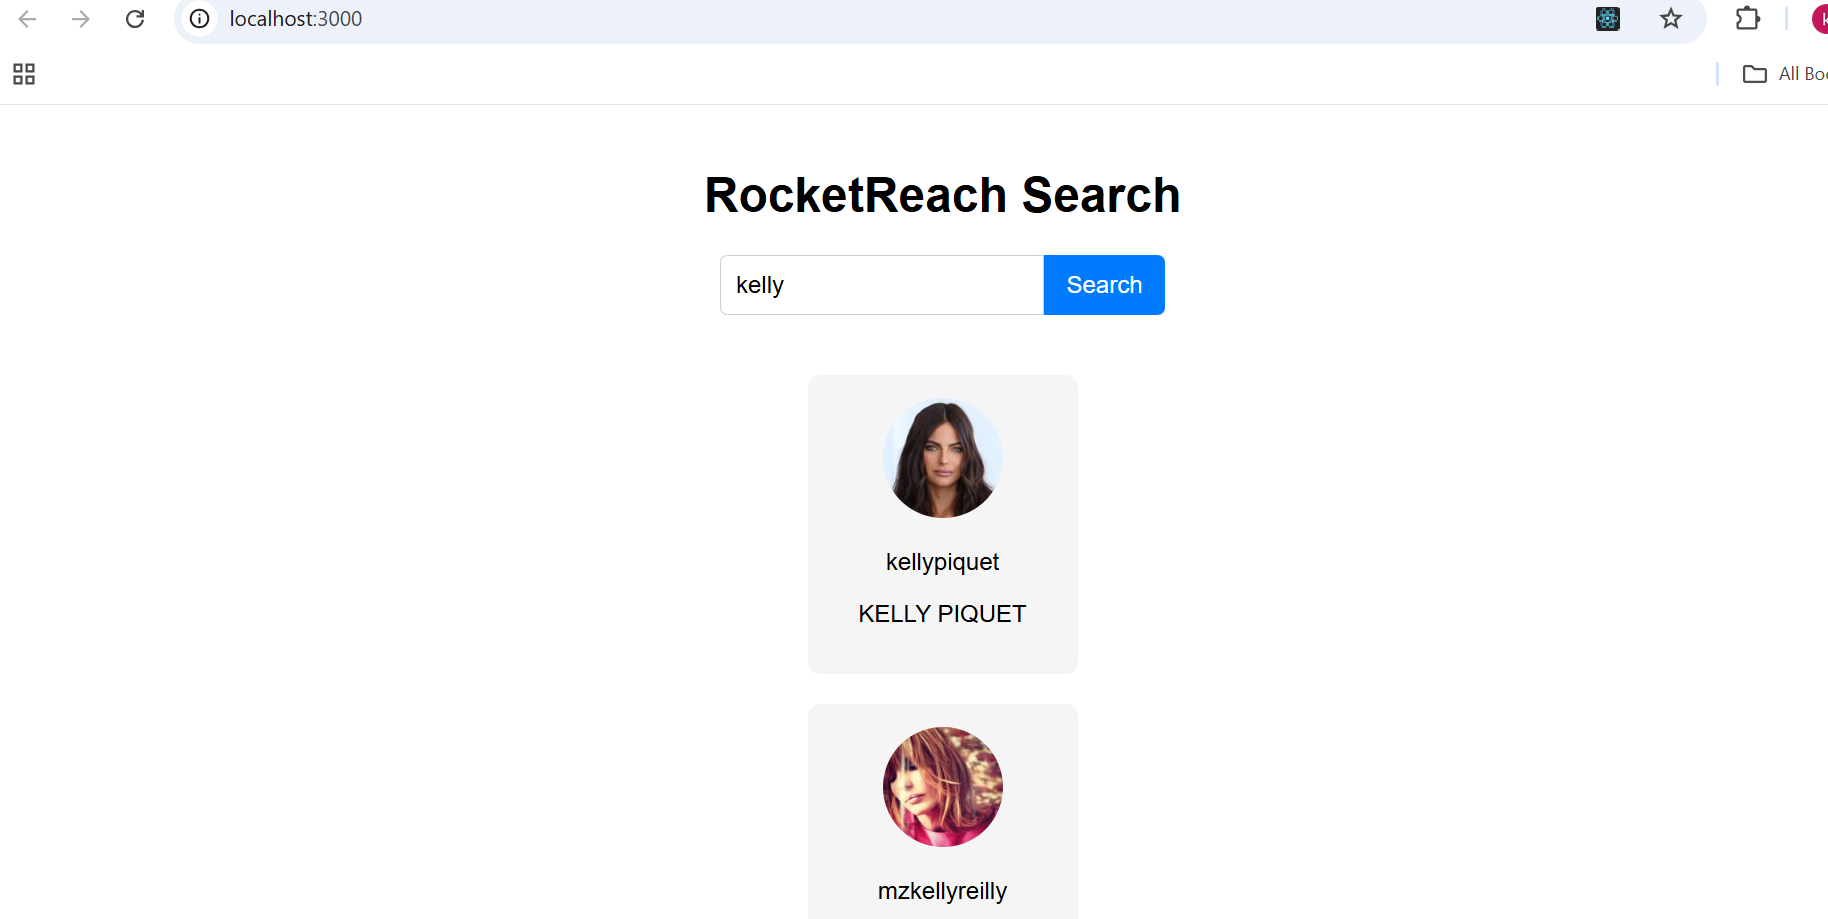 localhost:3000
All Boo
RocketReach Search
kelly
Search
kellypiquet
KELLY PIQUET
mzkellyreilly